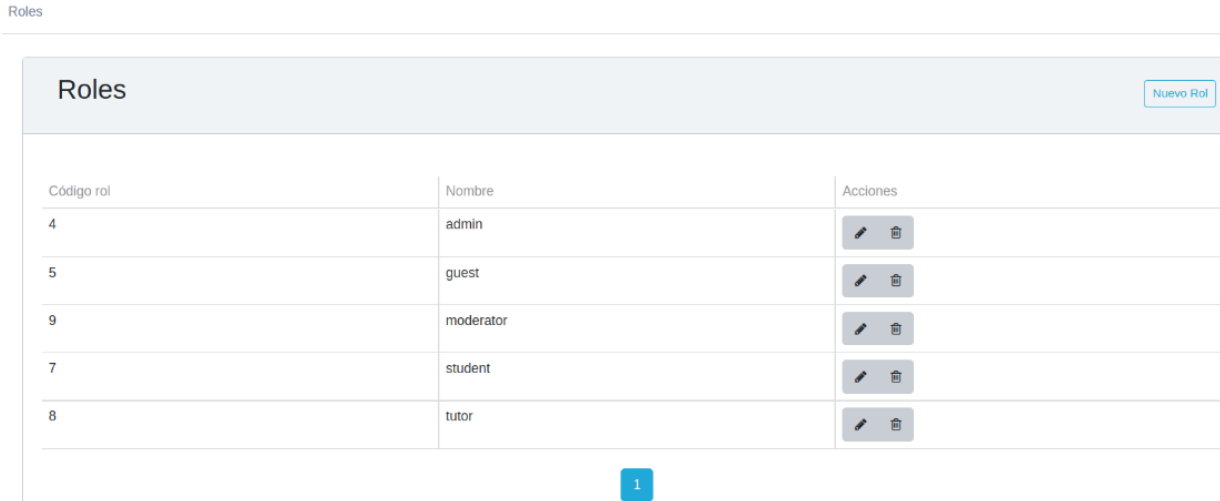 Roles
Roles
Nuevo Rol
Código rol Nombre Acciones
4 admin
5 guest
9 moderator
7 student
8 tutor
1